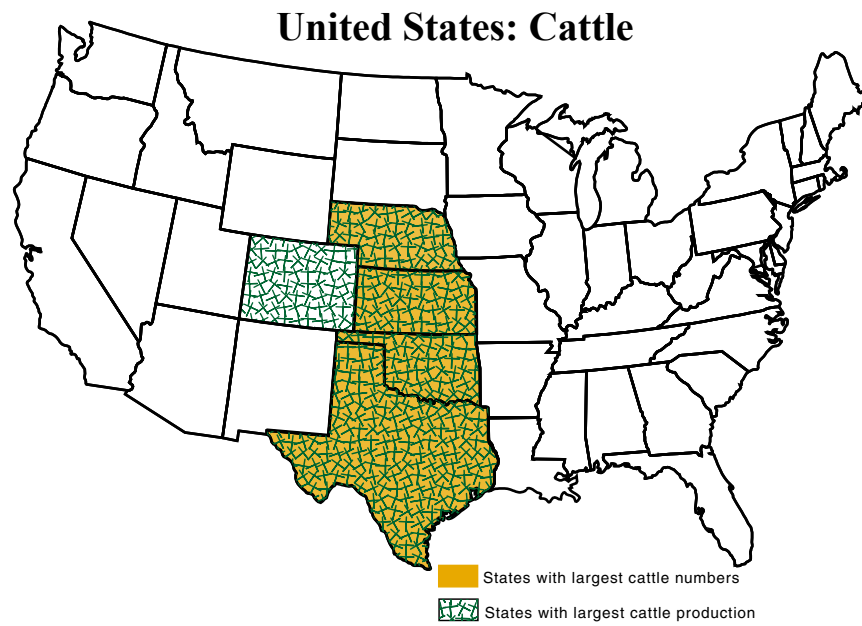 United States: Cattle
States with largest cattle numbers
States with largest cattle production